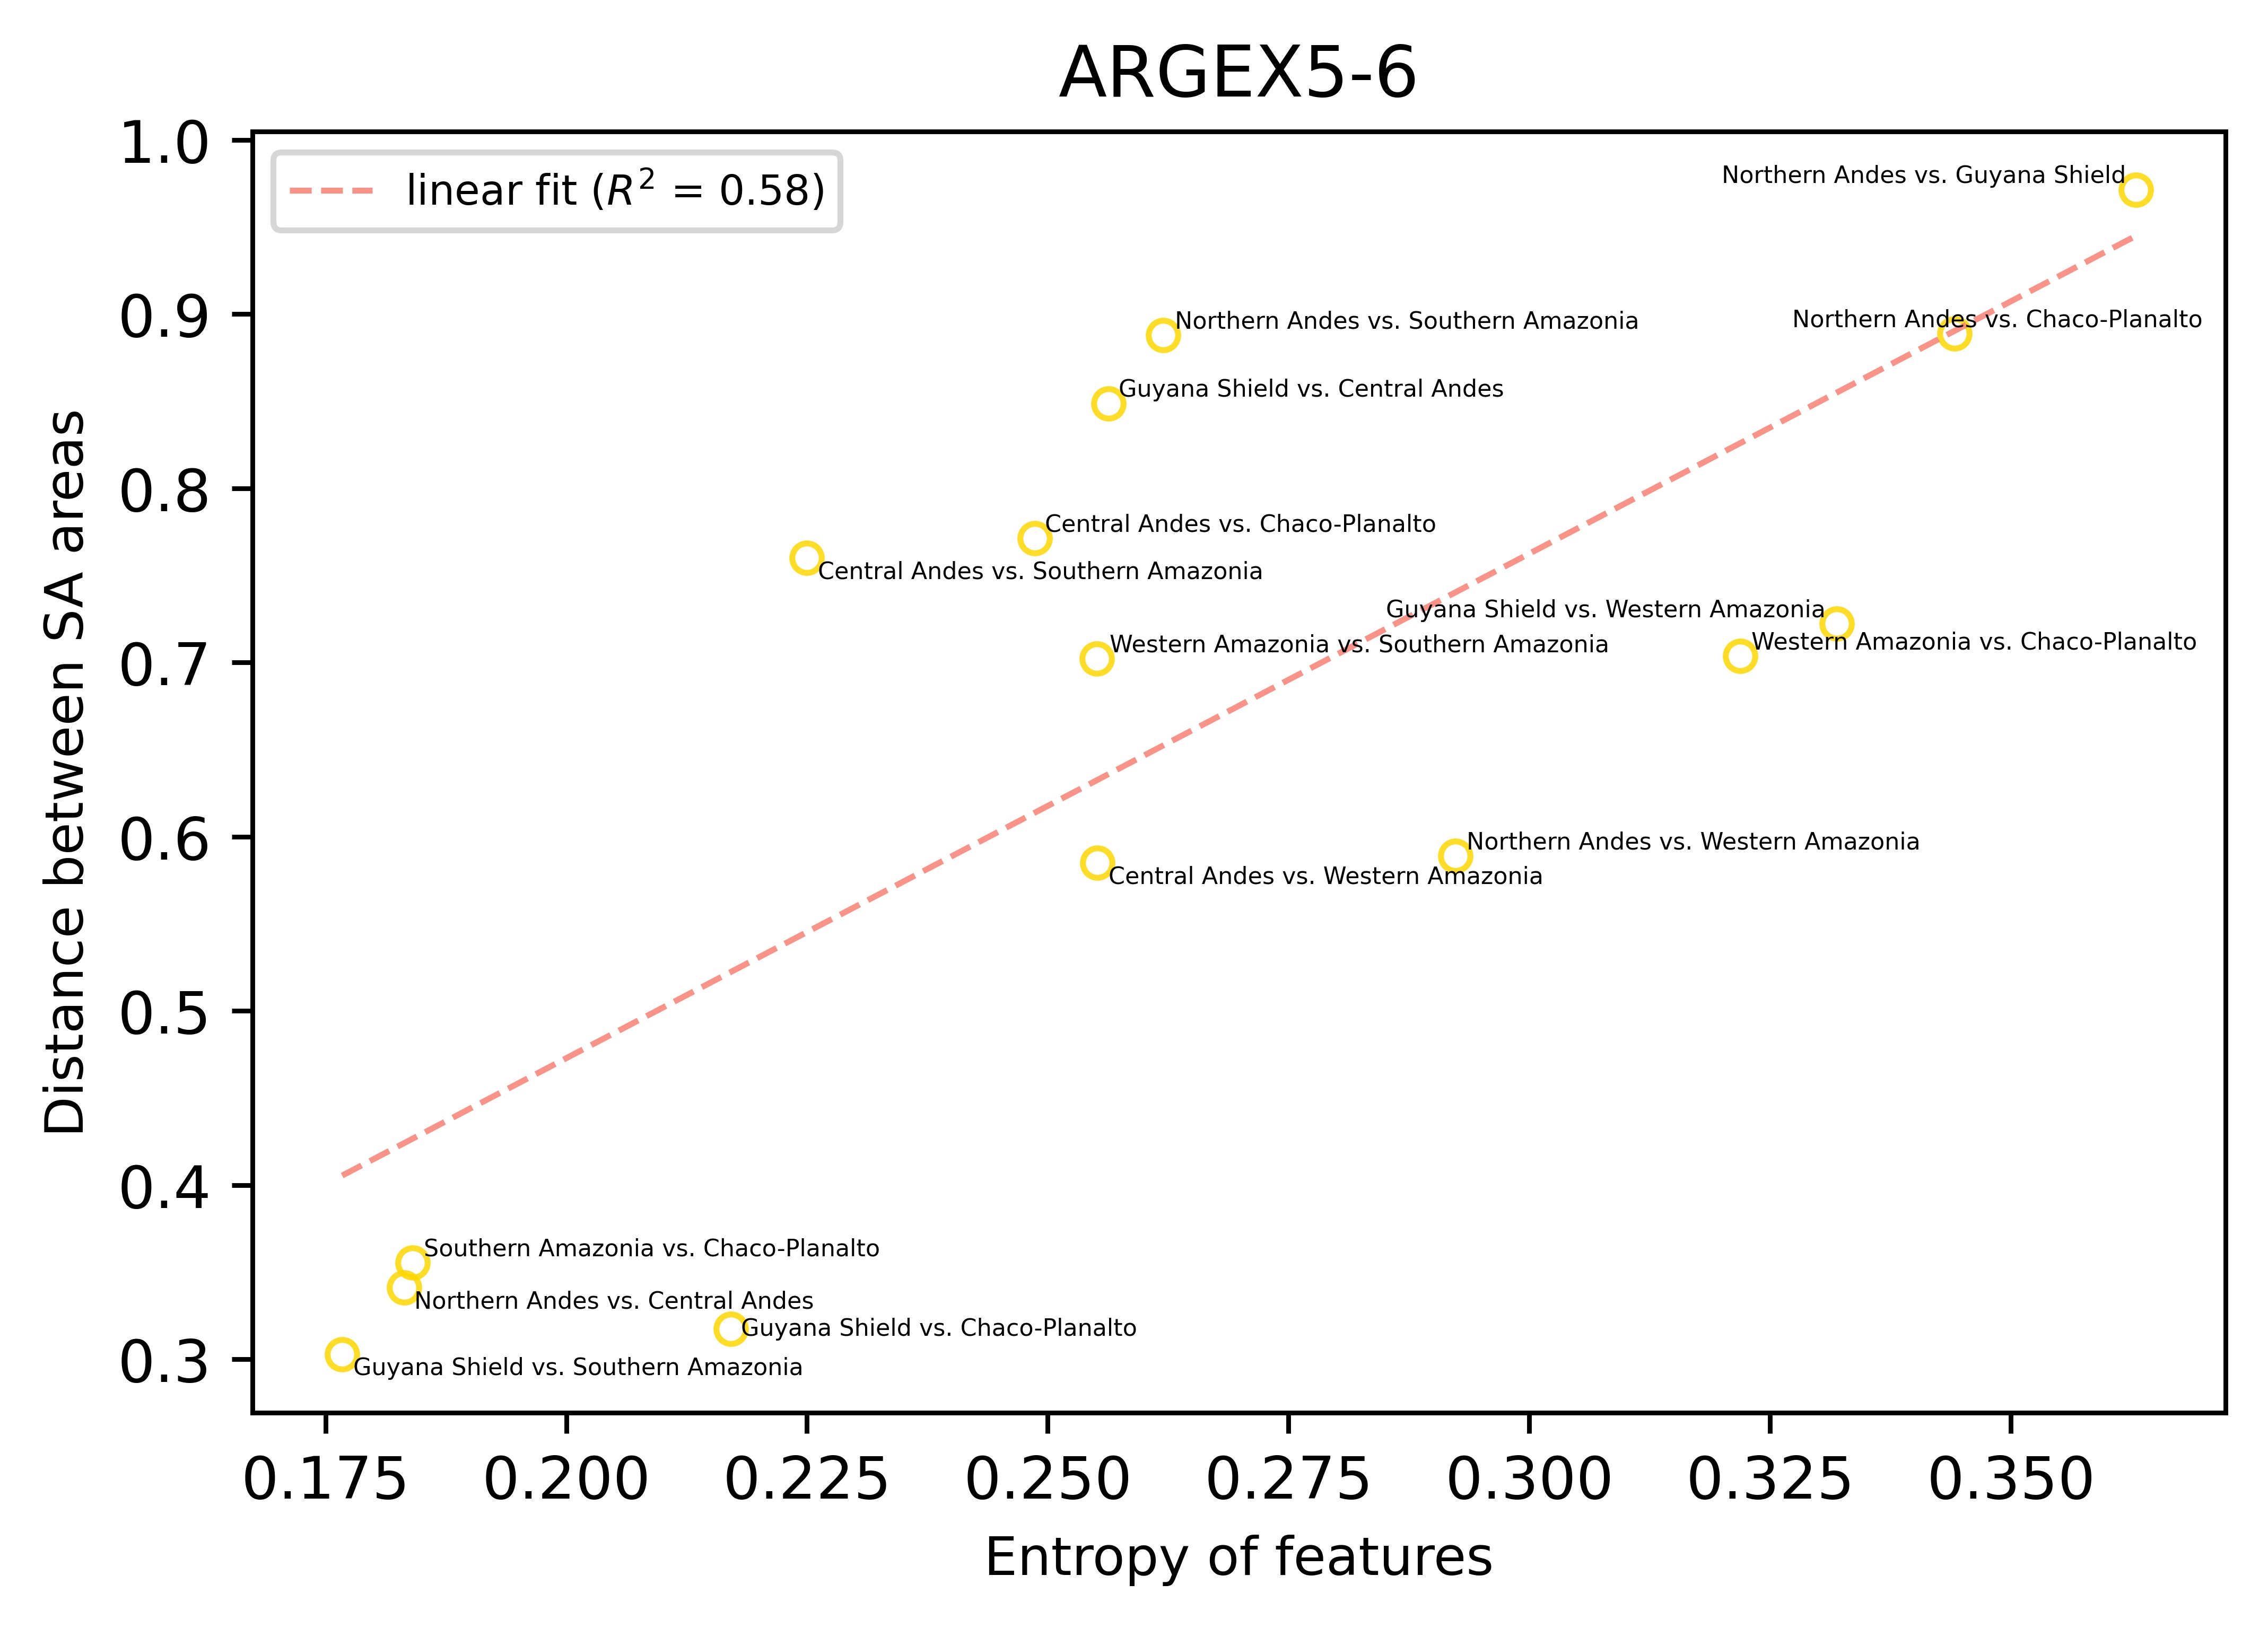 ARGEX5-6
1.0
0.9
0.8
0.7
0.6
0.5
0.4
0.3
Distance between SA areas
linear fit (R² = 0.58)
Northern Andes vs. Guyana Shield
Northern Andes vs. Southern Amazonia
Northern Andes vs. Chaco-Planalto
Guyana Shield vs. Central Andes
Central Andes vs. Chaco-Planalto
Central Andes vs. Southern Amazonia
Guyana Shield vs. Western Amazonia
Western Amazonia vs. Southern Amazonia
Western Amazonia vs. Chaco-Planalto
Northern Andes vs. Western Amazonia
Central Andes vs. Western Amazonia
Southern Amazonia vs. Chaco-Planalto
Northern Andes vs. Central Andes
Guyana Shield vs. Chaco-Planalto
Guyana Shield vs. Southern Amazonia
0.175 0.200 0.225 0.250 0.275 0.300 0.325 0.350
Entropy of features